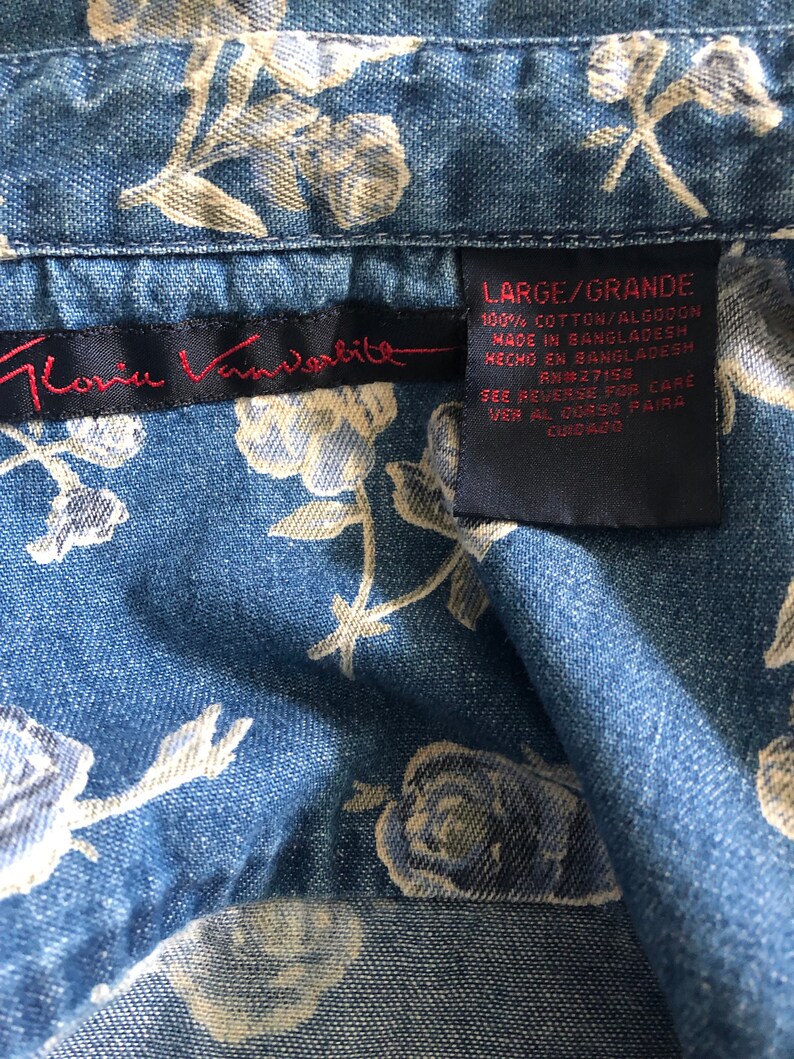 Gloria Vanderbilt
LARGE/GRANDE
100% COTTON/ALGODON
MADE IN BANGLADESH
HECHO EN BANGLADESH
RN#27158
SEE REVERSE FOR CARE
VER AL DORSO PAIRA
CUIDADO